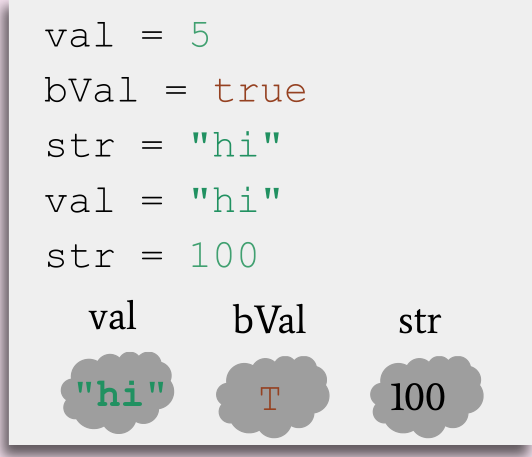 val = 5
bVal = true
str = "hi"
val = "hi"
str = 100
val bVal str
"hi" T 100